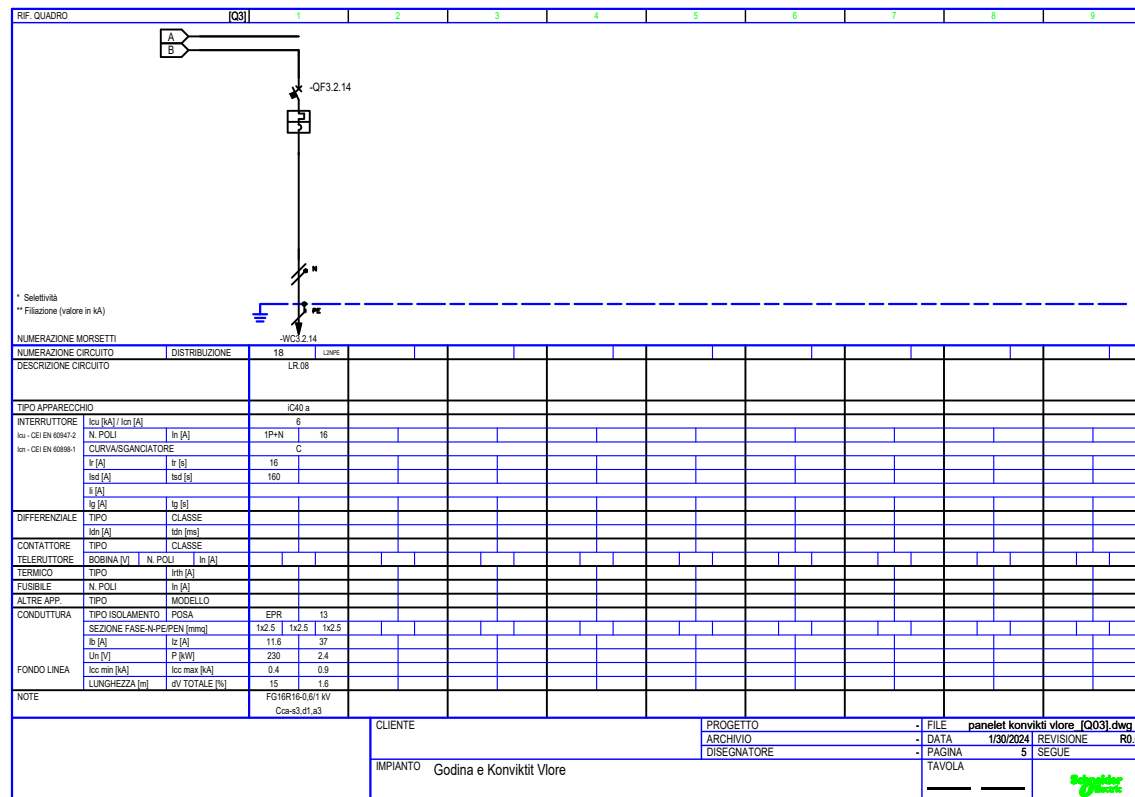 RIF. QUADRO [Q3] 1 2 3 4 5 6 7 8 9
A
B
-QF3.2.14
N
* Selettività
** Filiazione (valore in kA)
PE
NUMERAZIONE MORSETTI -WC3.2.14
NUMERAZIONE CIRCUITO DISTRIBUZIONE 18 L2NPE
DESCRIZIONE CIRCUITO LR.08
TIPO APPARECCHIO iC40 a
INTERRUTTORE Icu [kA] / Icn [A] 6
Icu - CEI EN 60947-2 N. POLI In [A] 1P+N 16
Icn - CEI EN 60898-1 CURVA/SGANCIATORE C
Ir [A] tr [s] 16
Isd [A] tsd [s] 160
Ii [A]
Ig [A] tg [s]
DIFFERENZIALE TIPO CLASSE
Idn [A] tdn [ms]
CONTATTORE TIPO CLASSE
TELERUTTORE BOBINA [V] N. POLI In [A]
TERMICO TIPO Irth [A]
FUSIBILE N. POLI In [A]
ALTRE APP. TIPO MODELLO
CONDUTTURA TIPO ISOLAMENTO POSA EPR 13
SEZIONE FASE-N-PE/PEN [mmq] 1x2.5 1x2.5 1x2.5
Ib [A] Iz [A] 11.6 37
Un [V] P [kW] 230 2.4
FONDO LINEA Icc min [kA] Icc max [kA] 0.4 0.9
LUNGHEZZA [m] dV TOTALE [%] 15 1.6
NOTE FG16R16-0,6/1 kV
Cca-s3,d1,a3
CLIENTE PROGETTO - FILE panelet konvikti vlore_[Q03].dwg
ARCHIVIO - DATA 1/30/2024 REVISIONE R0.
DISEGNATORE - PAGINA 5 SEGUE
IMPIANTO Godina e Konviktit Vlore TAVOLA
Schneider Electric